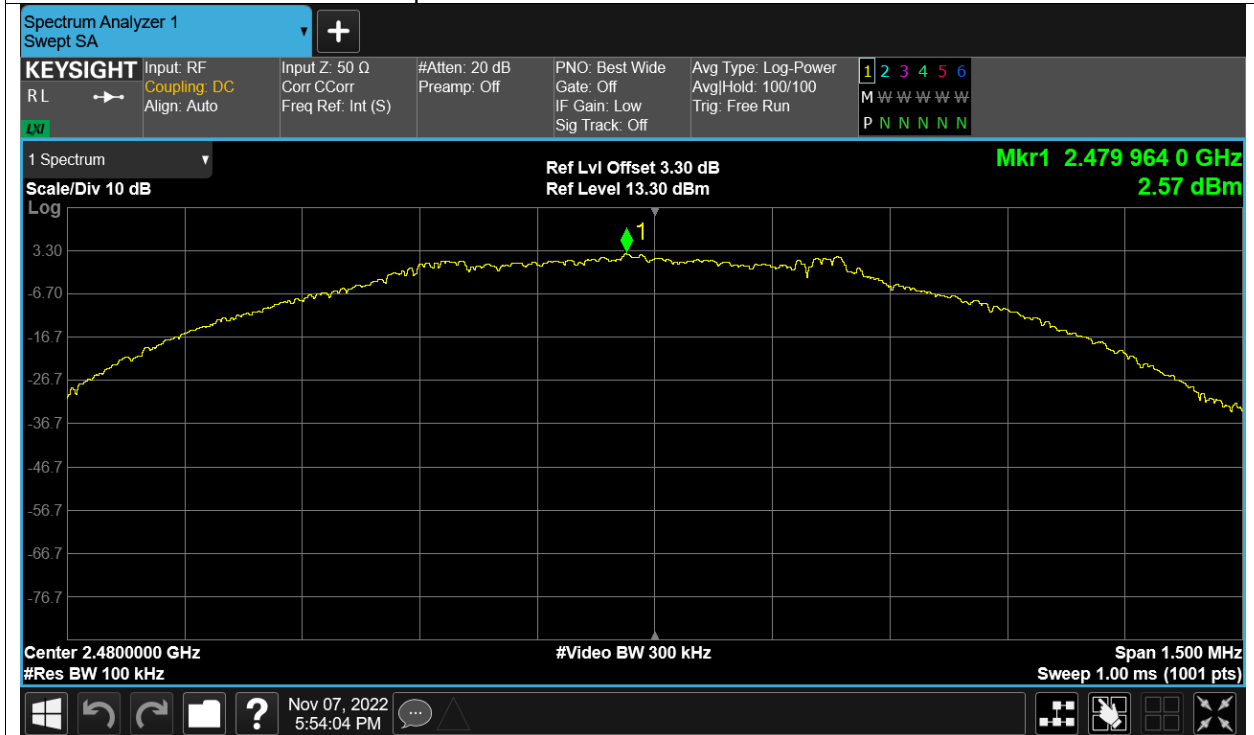 Spectrum Analyzer 1
Swept SA
+
KEYSIGHT
R L
LXI
Input: RF
Coupling: DC
Align: Auto
Input Z: 50 Ω
Corr CCorr
Freq Ref: Int (S)
#Atten: 20 dB
Preamp: Off
PNO: Best Wide
Gate: Off
IF Gain: Low
Sig Track: Off
Avg Type: Log-Power
Avg|Hold: 100/100
Trig: Free Run
1 2 3 4 5 6
M W W W W W
P N N N N N
1 Spectrum
Scale/Div 10 dB
Log
Ref Lvl Offset 3.30 dB
Ref Level 13.30 dBm
Mkr1 2.479 964 0 GHz
2.57 dBm
1
3.30
-6.70
-16.7
-26.7
-36.7
-46.7
-56.7
-66.7
-76.7
Center 2.4800000 GHz
#Res BW 100 kHz
#Video BW 300 kHz
Span 1.500 MHz
Sweep 1.00 ms (1001 pts)
?
Nov 07, 2022
5:54:04 PM